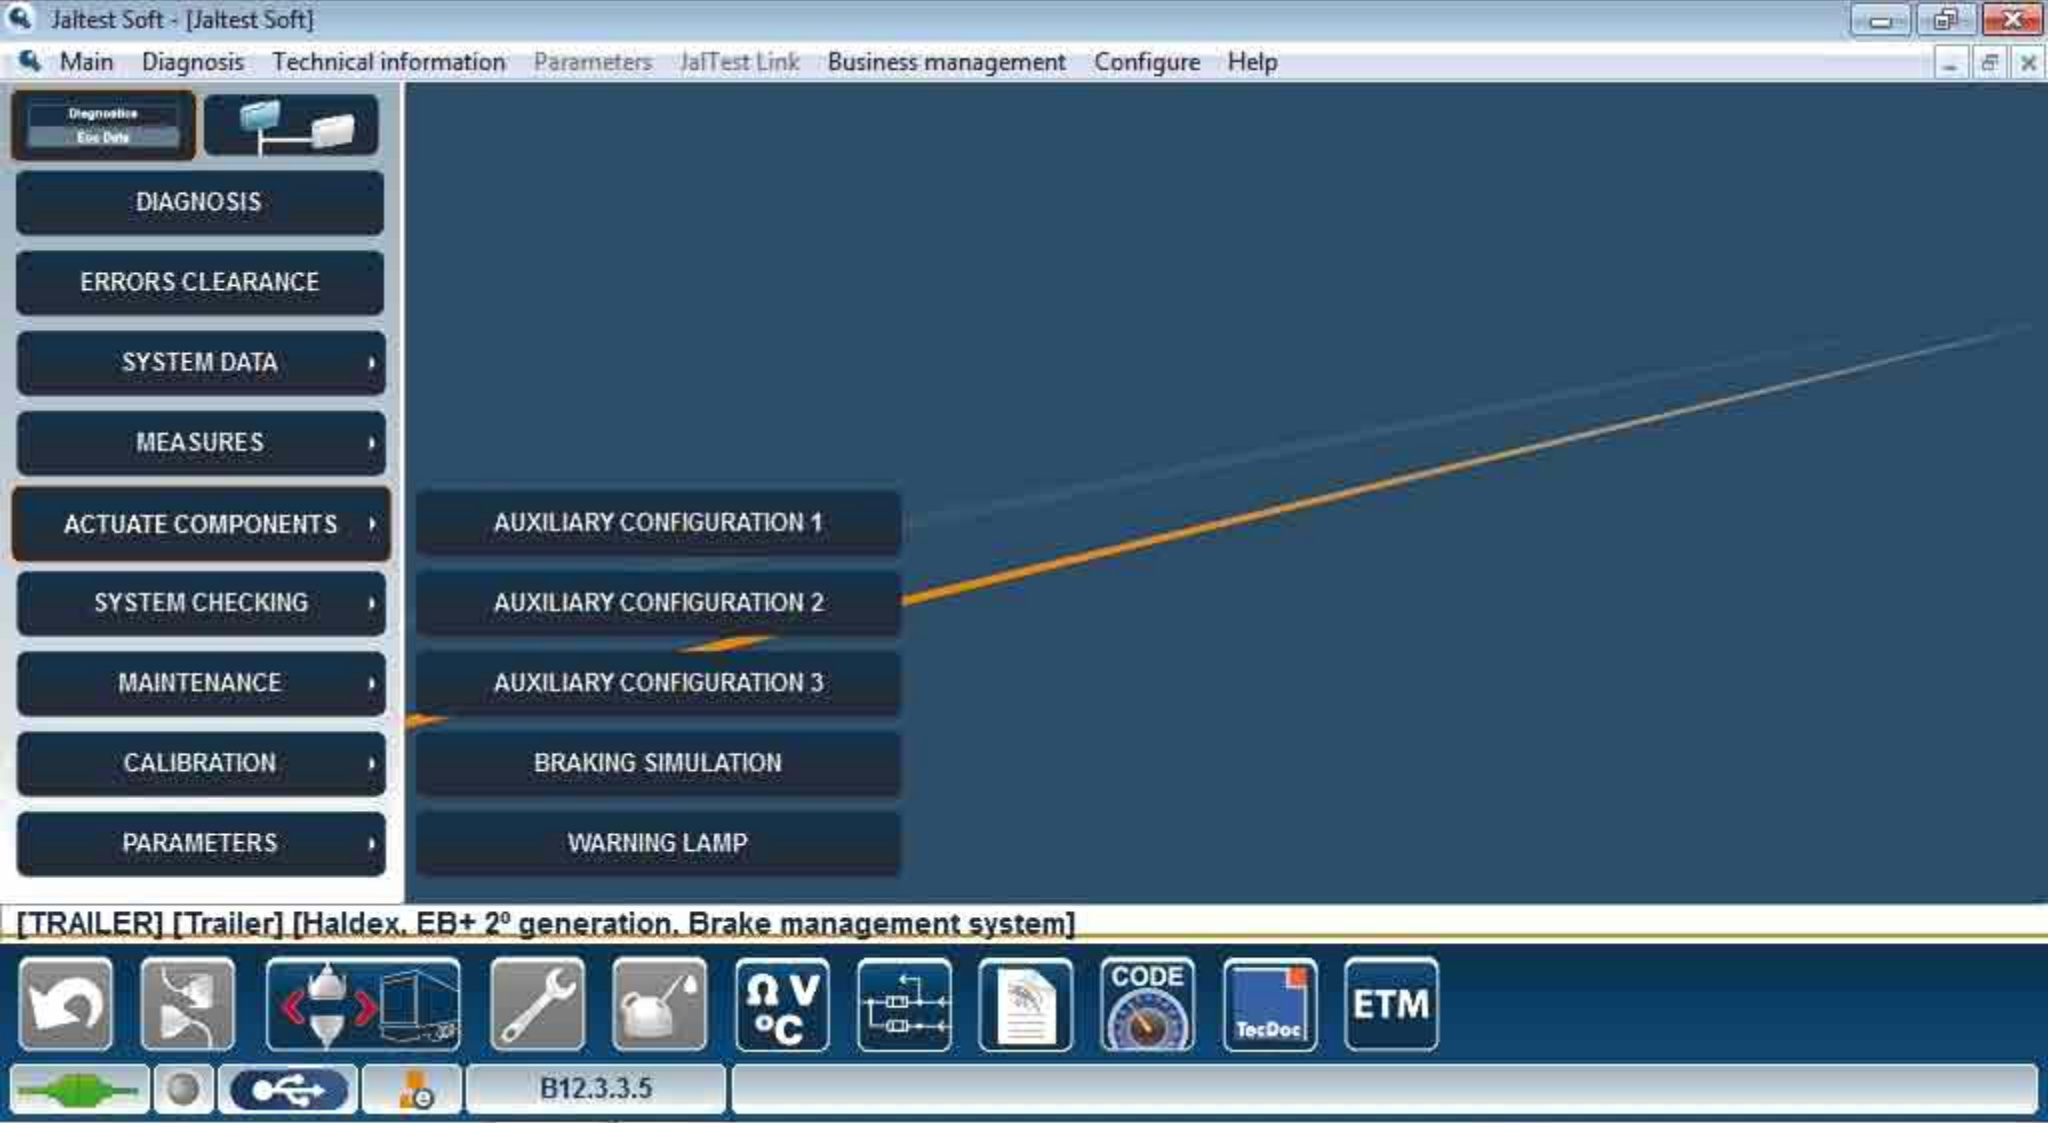 Jaltest Soft - [Jaltest Soft]
Main Diagnosis Technical information Parameters JalTest Link Business management Configure Help
Diagnostics
Ecu Data
DIAGNOSIS
ERRORS CLEARANCE
SYSTEM DATA
MEASURES
ACTUATE COMPONENTS
SYSTEM CHECKING
MAINTENANCE
CALIBRATION
PARAMETERS
AUXILIARY CONFIGURATION 1
AUXILIARY CONFIGURATION 2
AUXILIARY CONFIGURATION 3
BRAKING SIMULATION
WARNING LAMP
[TRAILER] [Trailer] [Haldex, EB+ 2º generation, Brake management system]
Ω V
ºC
CODE
TecDoc
ETM
B12.3.3.5